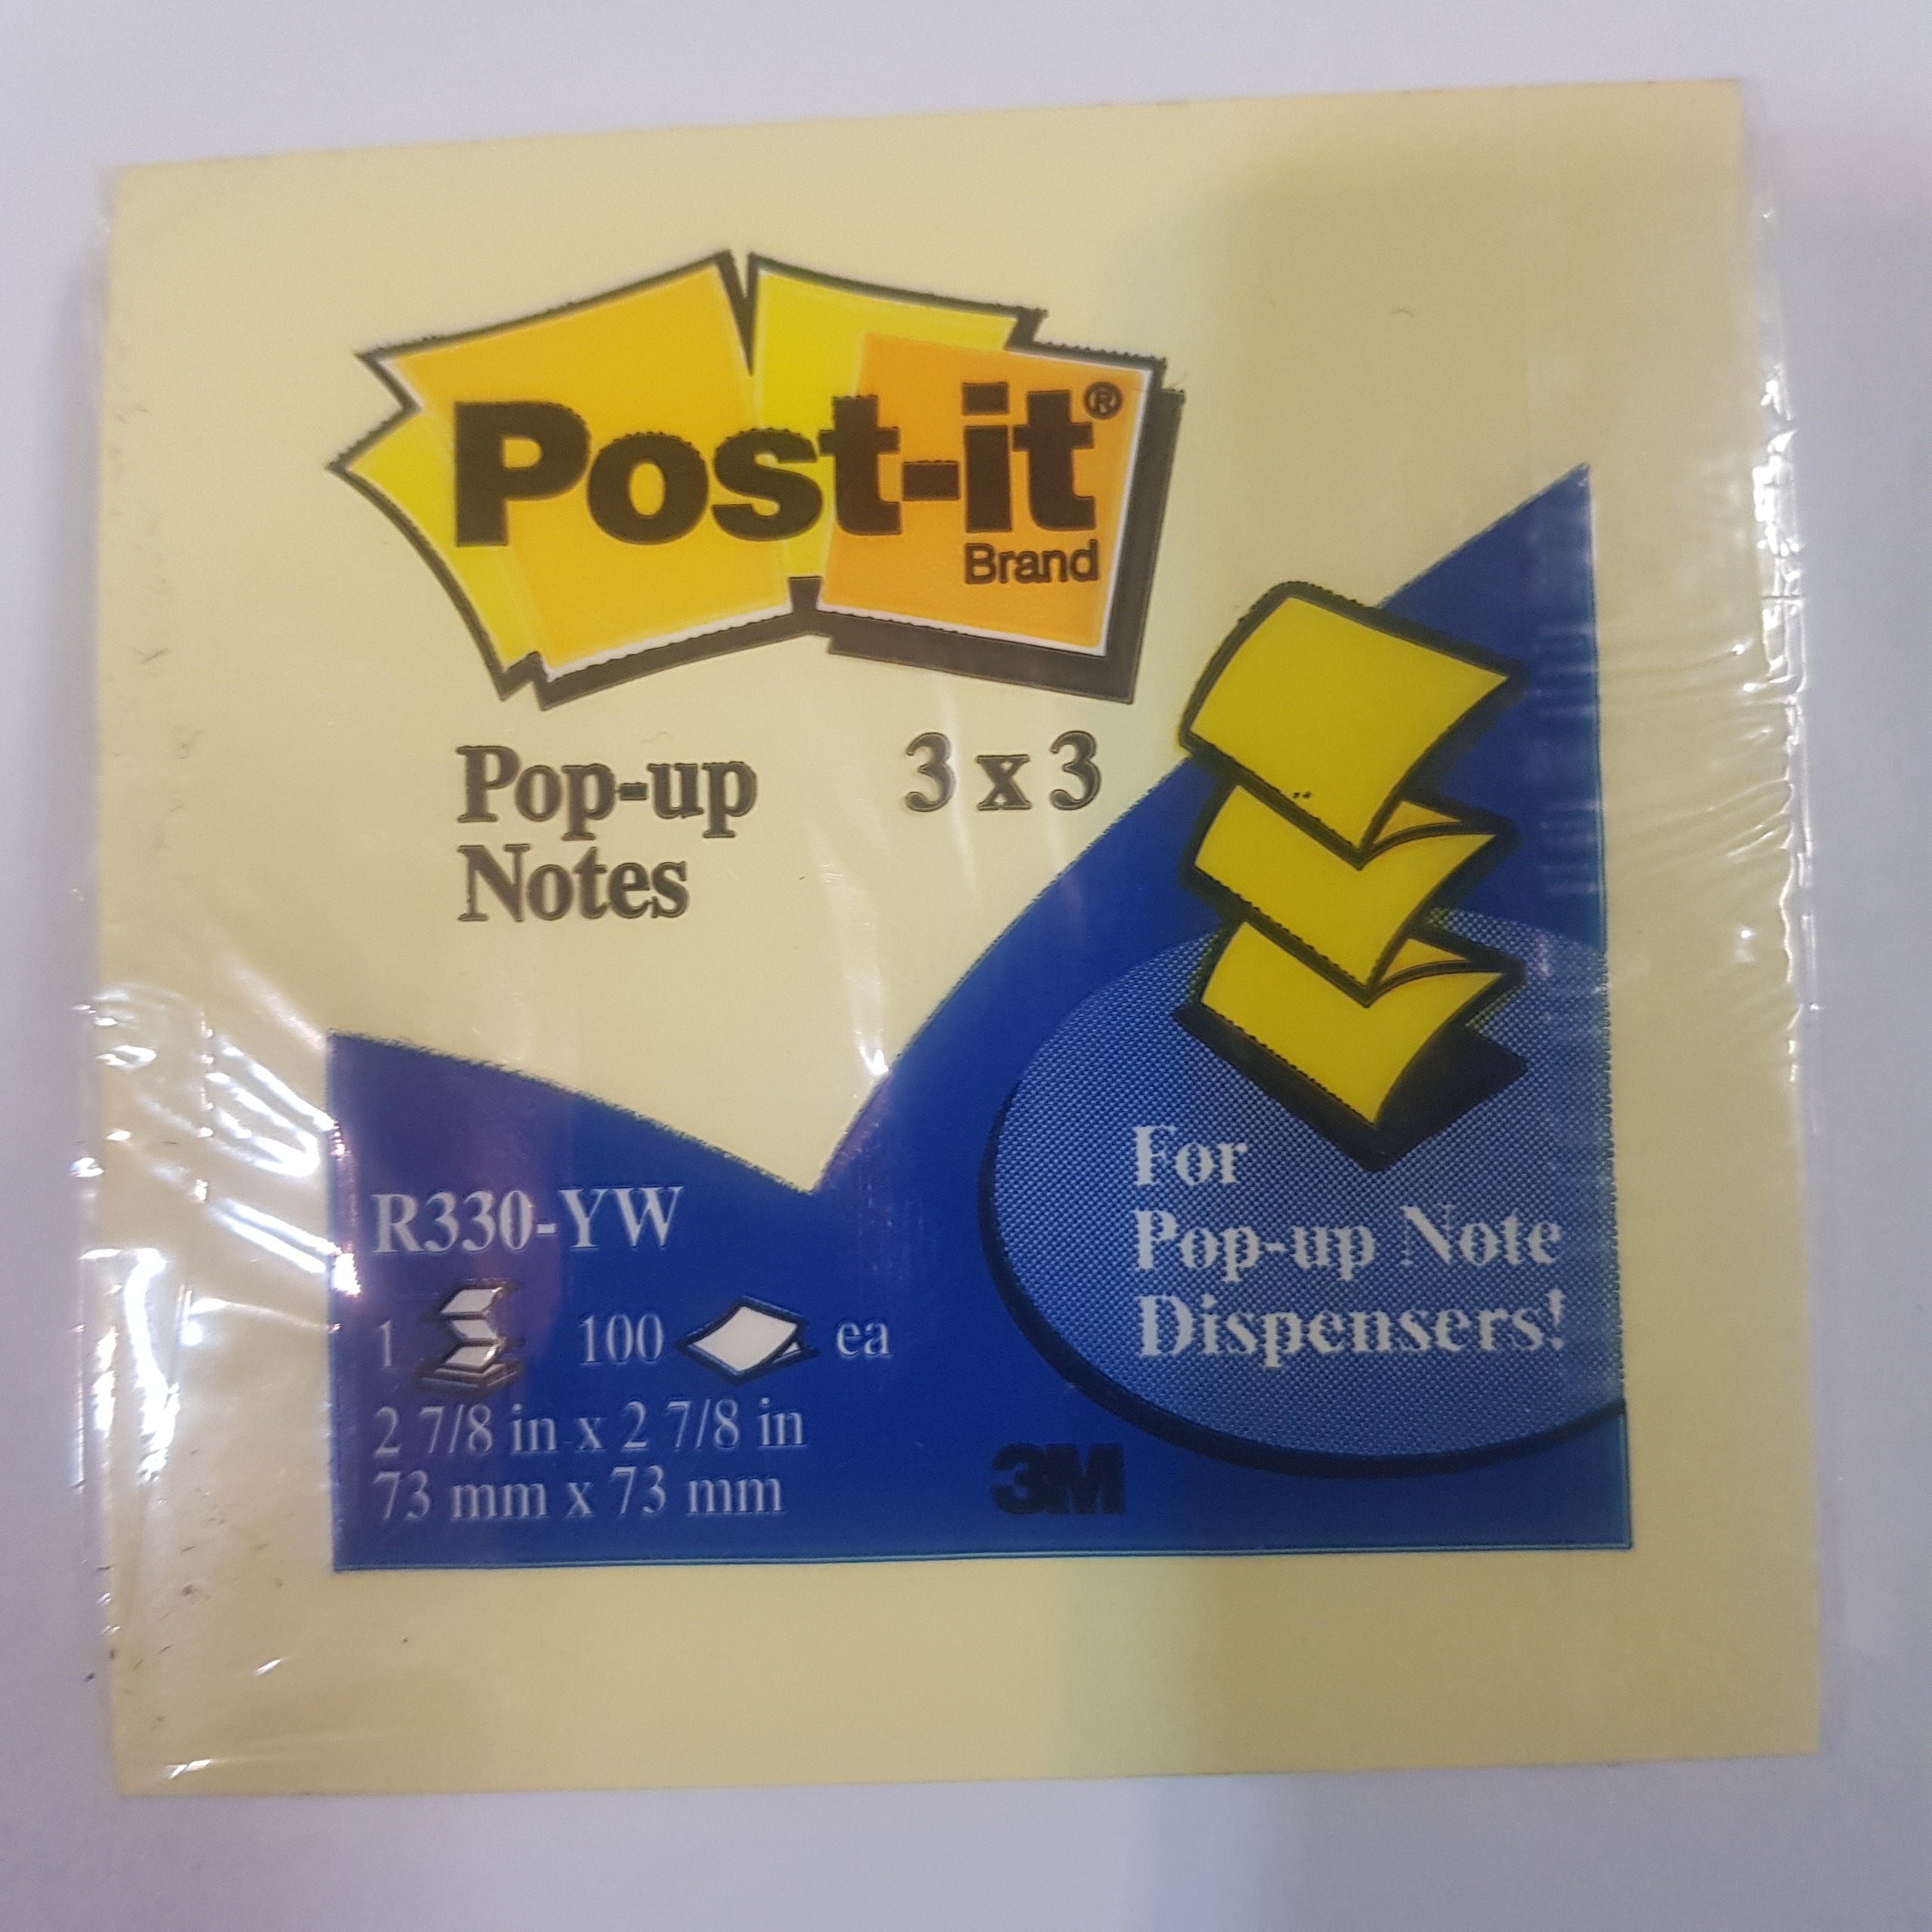 Post-it®
Brand
Pop-up 3 x 3
Notes
R330-YW
1 100 ea
2 7/8 in x 2 7/8 in
73 mm x 73 mm
3M
For
Pop-up Note
Dispensers!